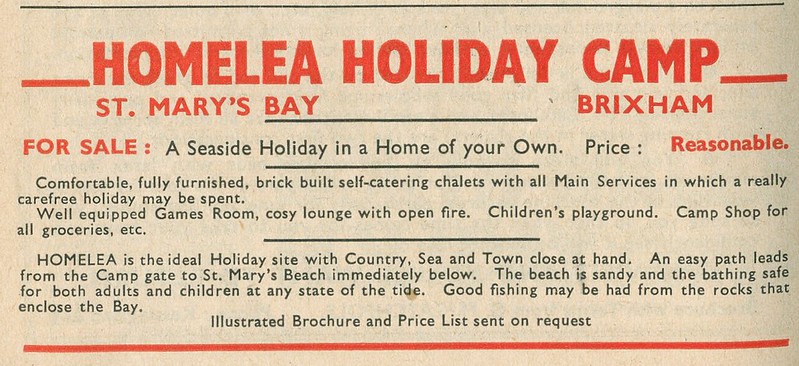 HOMELEA HOLIDAY CAMP
ST. MARY'S BAY BRIXHAM
FOR SALE : A Seaside Holiday in a Home of your Own. Price : Reasonable.
Comfortable, fully furnished, brick built self-catering chalets with all Main Services in which a really
carefree holiday may be spent.
Well equipped Games Room, cosy lounge with open fire. Children's playground. Camp Shop for
all groceries, etc.
HOMELEA is the ideal Holiday site with Country, Sea and Town close at hand. An easy path leads
from the Camp gate to St. Mary's Beach immediately below. The beach is sandy and the bathing safe
for both adults and children at any state of the tide. Good fishing may be had from the rocks that
enclose the Bay.
Illustrated Brochure and Price List sent on request